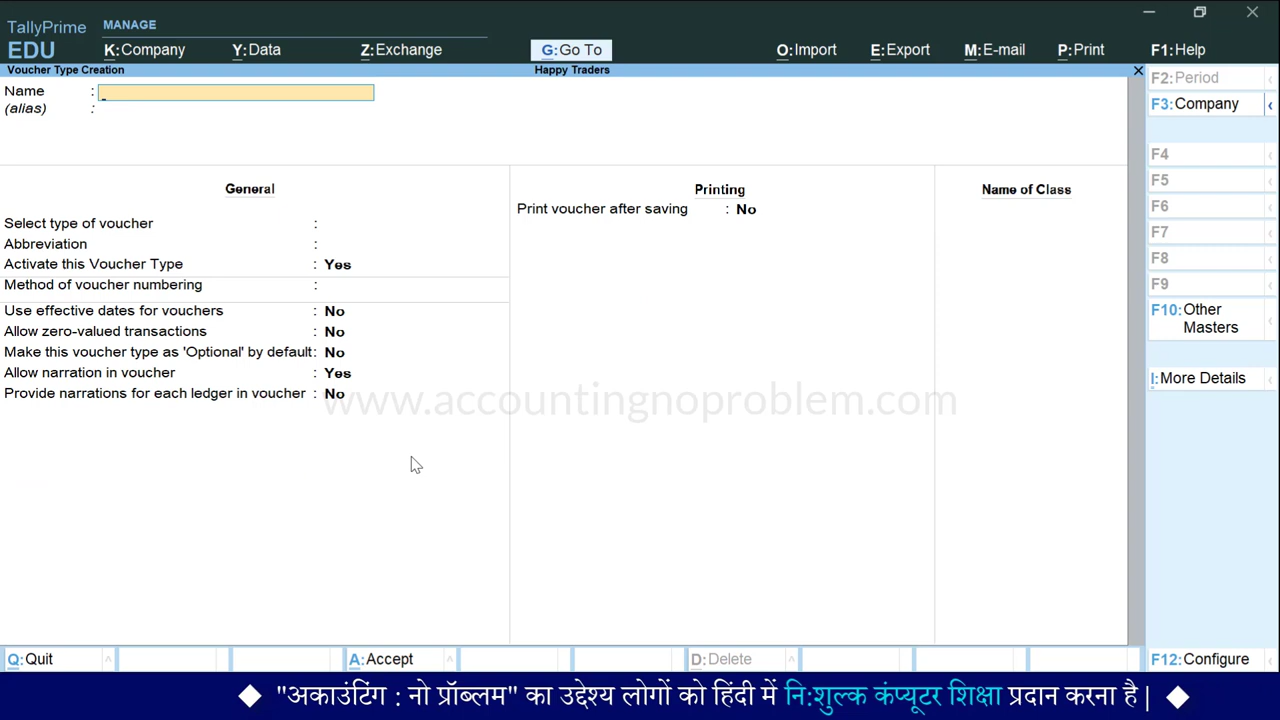 TallyPrime
EDU
MANAGE
K:Company Y:Data Z:Exchange G:Go To O:Import E:Export M:E-mail P:Print F1:Help
Voucher Type Creation Happy Traders
Name :
(alias) :
General
Select type of voucher :
Abbreviation :
Activate this Voucher Type : Yes
Method of voucher numbering :
Use effective dates for vouchers : No
Allow zero-valued transactions : No
Make this voucher type as 'Optional' by default : No
Allow narration in voucher : Yes
Provide narrations for each ledger in voucher : No
Printing
Print voucher after saving : No
Name of Class
www.accountingnoproblem.com
F2:Period
F3:Company
F4
F5
F6
F7
F8
F9
F10:Other
Masters
I:More Details
F12:Configure
Q:Quit A:Accept D:Delete
"अकाउंटिंग : नो प्रॉब्लम" का उद्देश्य लोगों को हिंदी में नि:शुल्क कंप्यूटर शिक्षा प्रदान करना है |